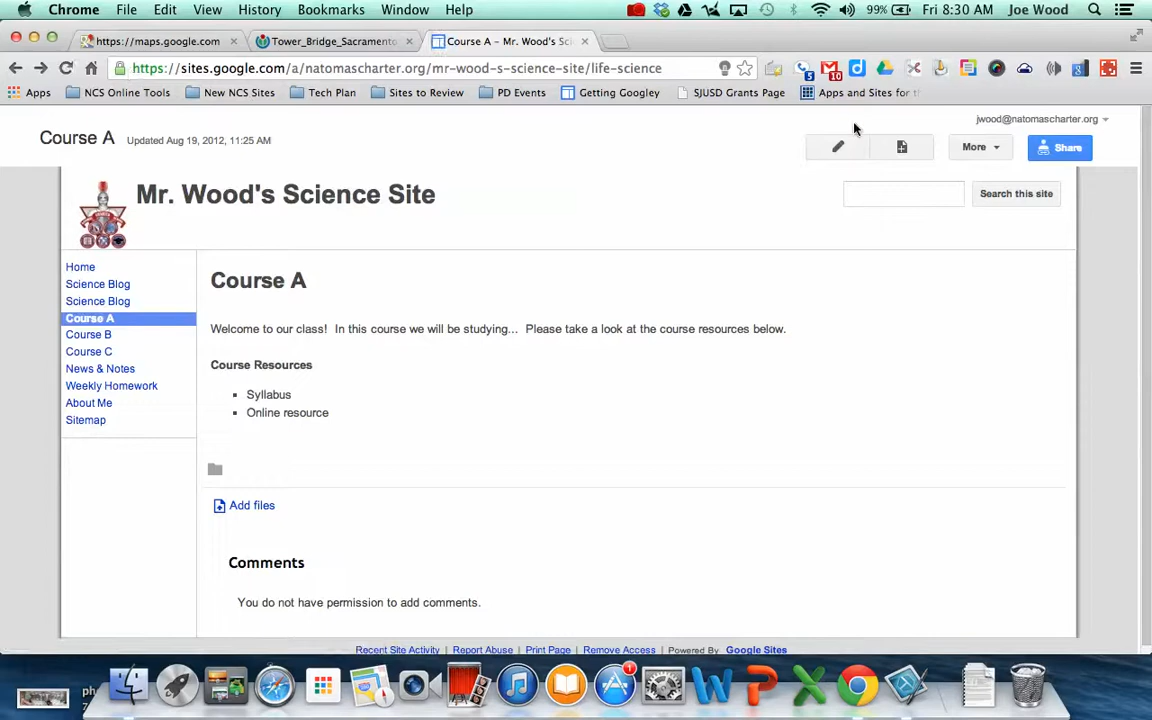 Chrome File Edit View History Bookmarks Window Help 99% Fri 8:30 AM Joe Wood
https://maps.google.com Tower_Bridge_Sacramento Course A – Mr. Wood's Sci
https://sites.google.com/a/natomascharter.org/mr-wood-s-science-site/life-science 5 10
Apps NCS Online Tools New NCS Sites Tech Plan Sites to Review PD Events Getting Googley SJUSD Grants Page Apps and Sites for th
jwood@natomascharter.org
Course A Updated Aug 19, 2012, 11:25 AM More Share
Mr. Wood's Science Site Search this site
Home
Science Blog
Science Blog
Course A
Course B
Course C
News & Notes
Weekly Homework
About Me
Sitemap
Course A
Welcome to our class! In this course we will be studying... Please take a look at the course resources below.
Course Resources
Syllabus
Online resource
Add files
Comments
You do not have permission to add comments.
Recent Site Activity | Report Abuse | Print Page | Remove Access | Powered By Google Sites
ph
1